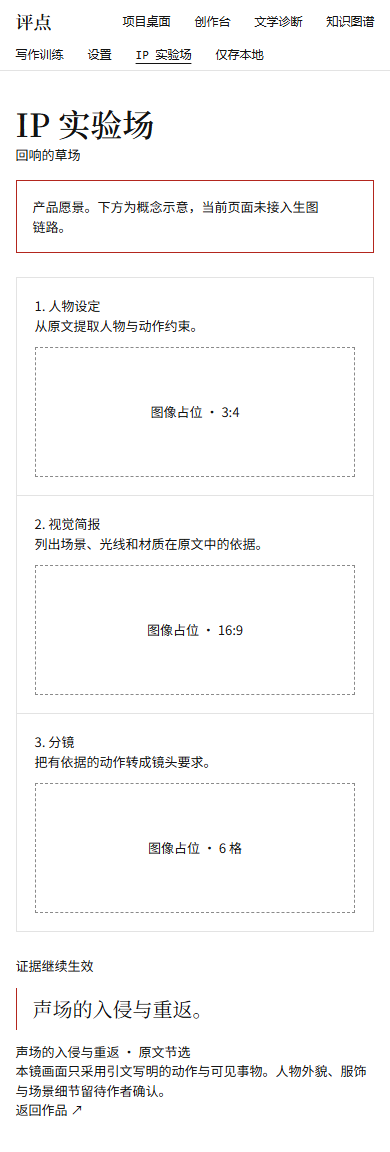 评点
项目桌面 创作台 文学诊断 知识图谱
写作训练 设置 IP 实验场 仅存本地
IP 实验场
回响的草场
产品愿景。下方为概念示意，当前页面未接入生图
链路。
1. 人物设定
从原文提取人物与动作约束。
图像占位 · 3:4
2. 视觉简报
列出场景、光线和材质在原文中的依据。
图像占位 · 16:9
3. 分镜
把有依据的动作转成镜头要求。
图像占位 · 6 格
证据继续生效
声场的入侵与重返。
声场的入侵与重返 · 原文节选
本镜画面只采用引文写明的动作与可见事物。人物外貌、服饰
与场景细节留待作者确认。
返回作品 ↗